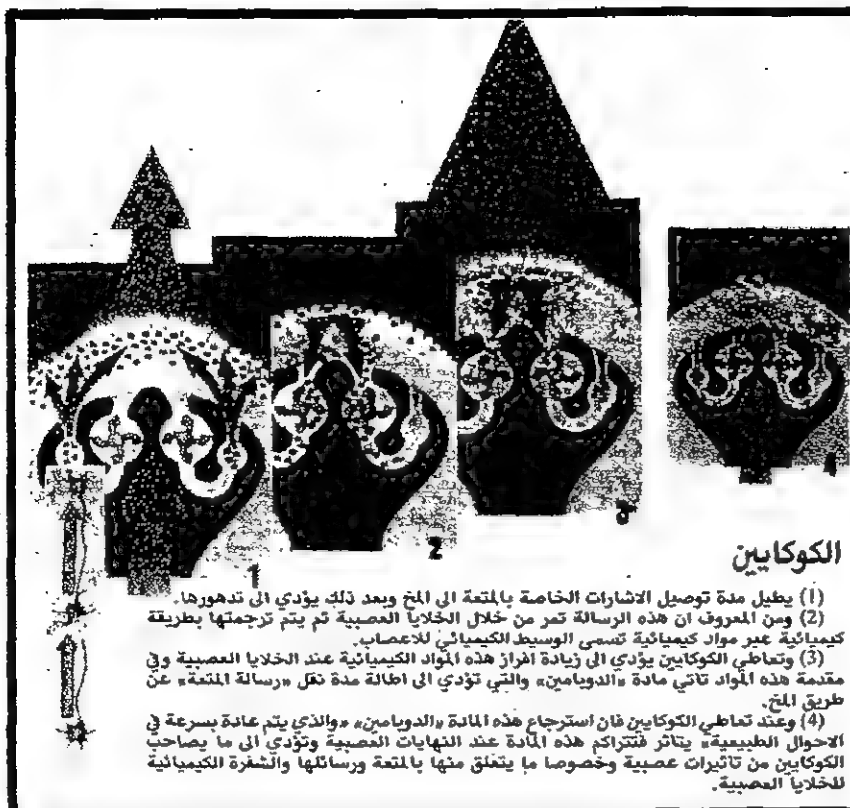 1
2
3
4
الكوكايين
(1) يطيل مدة توصيل الاشارات الخاصة بالمتعة الى المخ وبعد ذلك يؤدي الى تدهورها.
(2) ومن المعروف ان هذه الرسالة تمر من خلال الخلايا العصبية ثم يتم ترجمتها بطريقة
كيميائية عبر مواد كيميائية تسمى الوسيط الكيميائي للاعصاب.
(3) وتعاطي الكوكايين يؤدي الى زيادة افراز هذه المواد الكيميائية عند الخلايا العصبية وفي
مقدمة هذه المواد تاتي مادة «الدوبامين» والتي تؤدي الى اطالة مدة نقل «رسالة المتعة» عن
طريق المخ.
(4) وعند تعاطي الكوكايين فان استرجاع هذه المادة «الدوبامين» «والذي يتم عادة بسرعة في
الاحوال الطبيعية» يتاثر فتتراكم هذه المادة عند النهايات العصبية وتؤدي الى ما يصاحب
الكوكايين من تاثيرات عصبية وخصوصا ما يتعلق منها بالمتعة ورسائلها والشفرة الكيميائية
للخلايا العصبية.